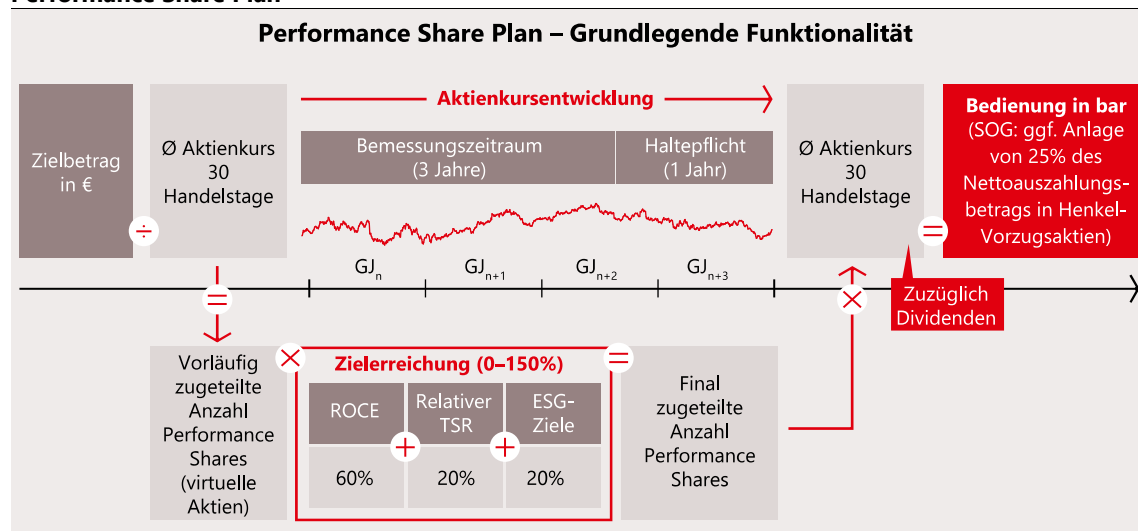 Performance Share Plan
Performance Share Plan – Grundlegende Funktionalität
Zielbetrag
in €
÷
Ø Aktienkurs
30
Handelstage
Aktienkursentwicklung
Bemessungszeitraum
(3 Jahre)
Haltepflicht
(1 Jahr)
Ø Aktienkurs
30
Handelstage
=
Bedienung in bar
(SOG: ggf. Anlage
von 25% des
Nettoauszahlungs-
betrags in Henkel-
Vorzugsaktien)
GJn
GJn+1
GJn+2
GJn+3
Zuzüglich
Dividenden
=
×
Vorläufig
zugeteilte
Anzahl
Performance
Shares
(virtuelle
Aktien)
×
Zielerreichung (0–150%)
ROCE
60%
+
Relativer
TSR
20%
+
ESG-
Ziele
20%
=
Final
zugeteilte
Anzahl
Performance
Shares